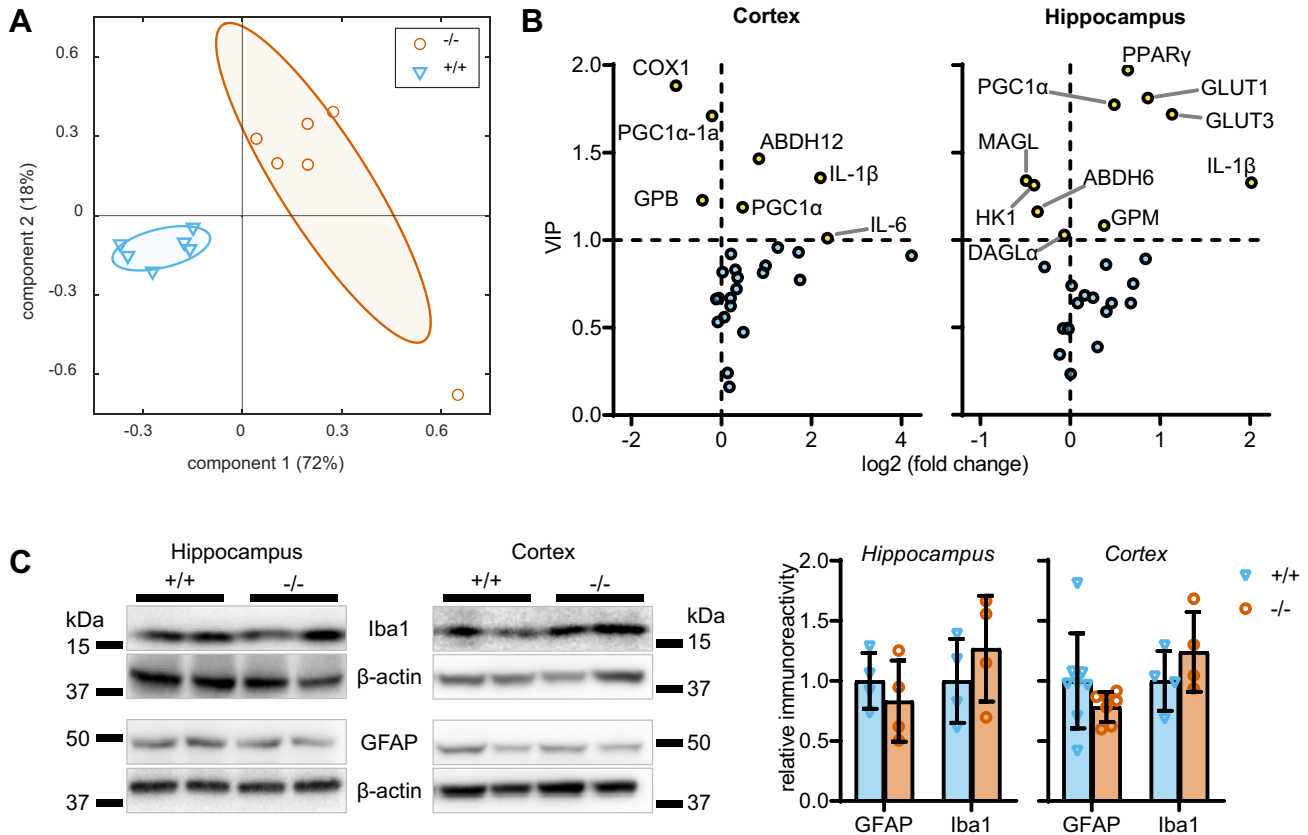 A
0.6
0.3
0
-0.3
-0.6
-0.3
0
0.3
0.6
component 2 (18%)
component 1 (72%)
-/-
+/+
B
Cortex
Hippocampus
VIP
2.0
1.5
1.0
0.5
0.0
-2
0
2
4
-1
0
1
2
log2 (fold change)
COX1
PGC1α-1a
ABDH12
IL-1β
GPB
PGC1α
IL-6
PPARγ
PGC1α
GLUT1
GLUT3
MAGL
ABDH6
IL-1β
HK1
GPM
DAGLα
C
Hippocampus
Cortex
+/+
-/-
+/+
-/-
kDa
kDa
15
Iba1
15
37
β-actin
37
50
GFAP
50
37
β-actin
37
relative immunoreactivity
2.0
1.5
1.0
0.5
0.0
Hippocampus
Cortex
GFAP
Iba1
GFAP
Iba1
+/+
-/-